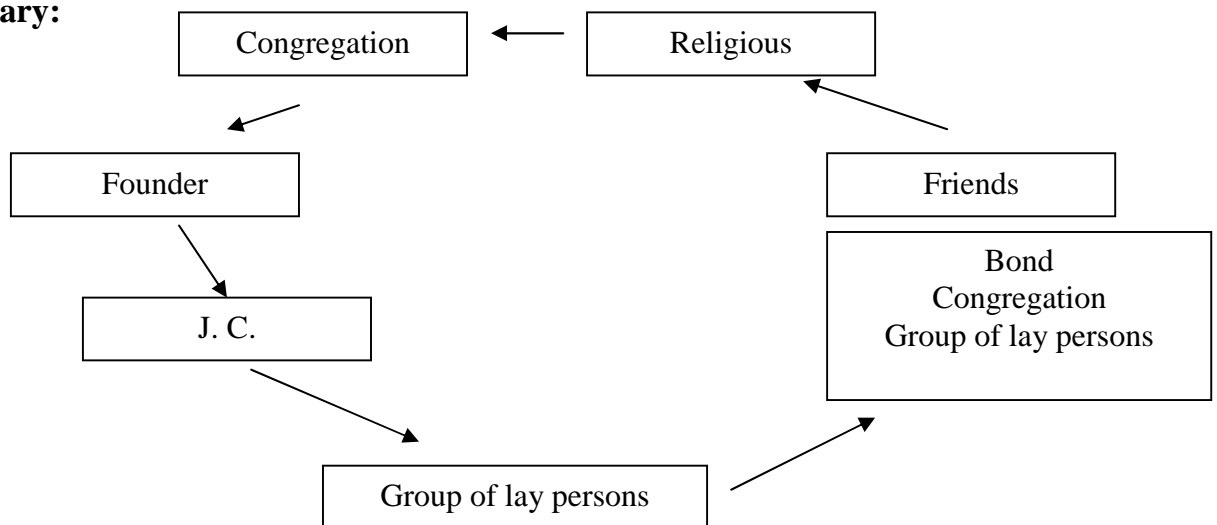 ary:
Congregation
Religious
Founder
Friends
Bond
Congregation
Group of lay persons
J. C.
Group of lay persons